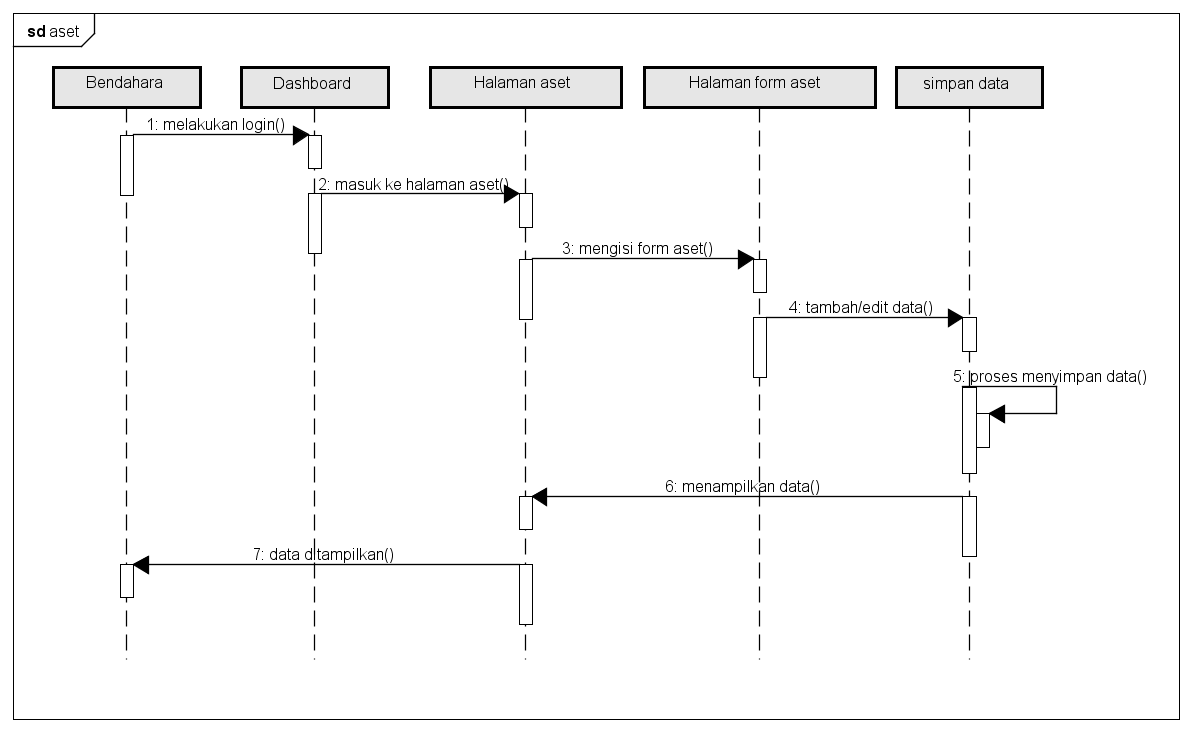 sd aset
Bendahara
Dashboard
Halaman aset
Halaman form aset
simpan data
1: melakukan login()
2: masuk ke halaman aset()
3: mengisi form aset()
4: tambah/edit data()
5: proses menyimpan data()
6: menampilkan data()
7: data ditampilkan()